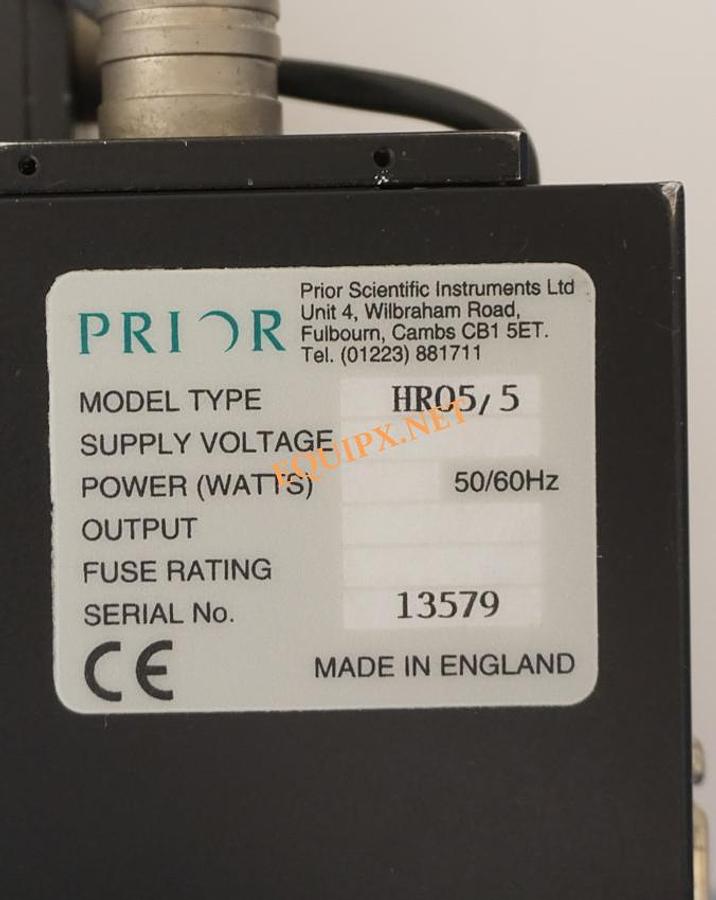 PRIOR
Prior Scientific Instruments Ltd
Unit 4, Wilbraham Road,
Fulbourn, Cambs CB1 5ET.
Tel. (01223) 881711
MODEL TYPE HR05/5
SUPPLY VOLTAGE
POWER (WATTS) 50/60Hz
OUTPUT
FUSE RATING
SERIAL No. 13579
CE MADE IN ENGLAND
EQUIPX.NET